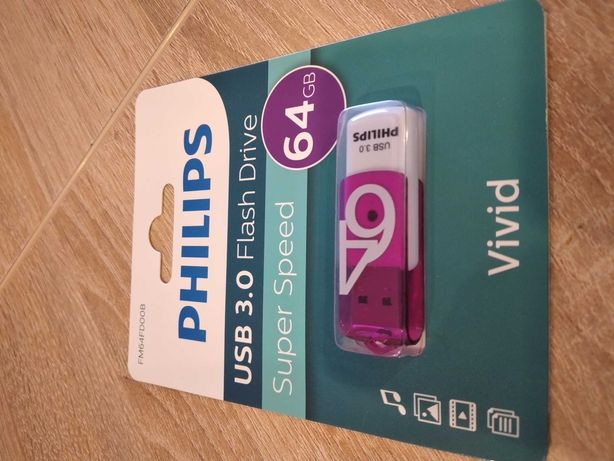 FM64FD00B
PHILIPS
USB 3.0 Flash Drive
Super Speed
64GB
PHILIPS
USB 3.0
64
Vivid